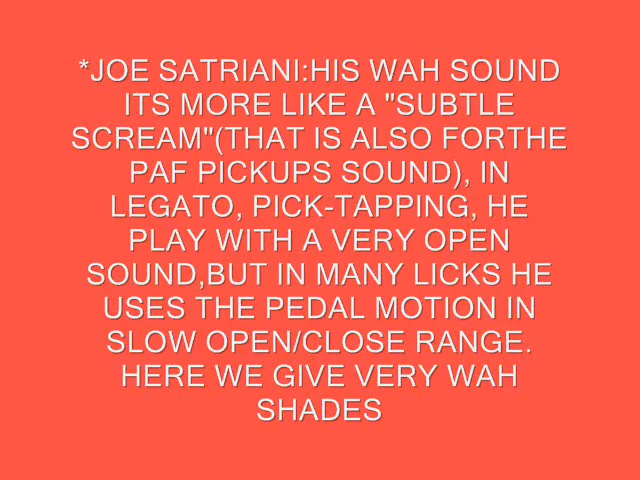 *JOE SATRIANI:HIS WAH SOUND
ITS MORE LIKE A "SUBTLE
SCREAM"(THAT IS ALSO FORTHE
PAF PICKUPS SOUND), IN
LEGATO, PICK-TAPPING, HE
PLAY WITH A VERY OPEN
SOUND,BUT IN MANY LICKS HE
USES THE PEDAL MOTION IN
SLOW OPEN/CLOSE RANGE.
HERE WE GIVE VERY WAH
SHADES